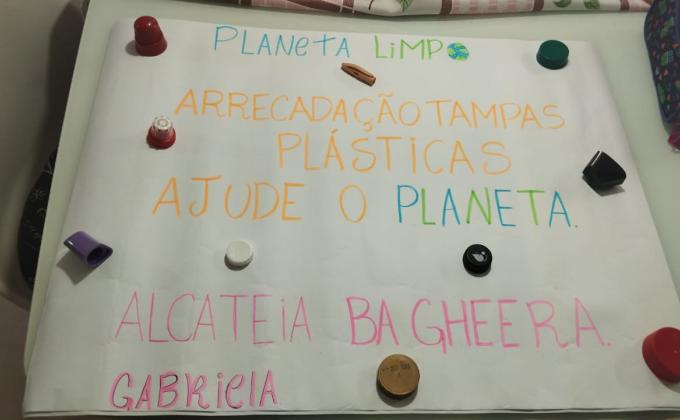 PLANETA LiMPO
ARRECADAÇÃO TAMPAS
PLÁSTICAS
AJUDE O PLANETA.
ALCATEiA BAGHEERA.
GABRiElA